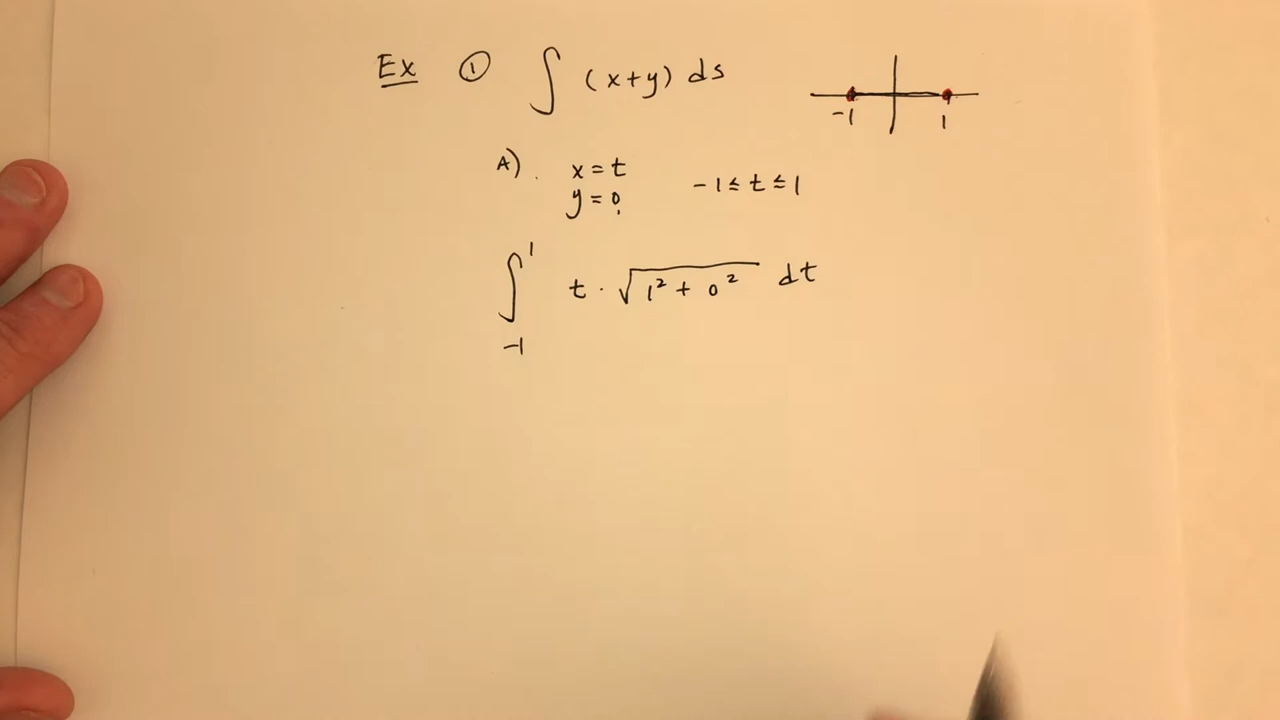 Ex ① ∫ (x+y) ds
-1 1
A). x = t
y = 0
-1 ≤ t ≤ 1
∫_{-1}^{1} t · √(1² + 0²) dt